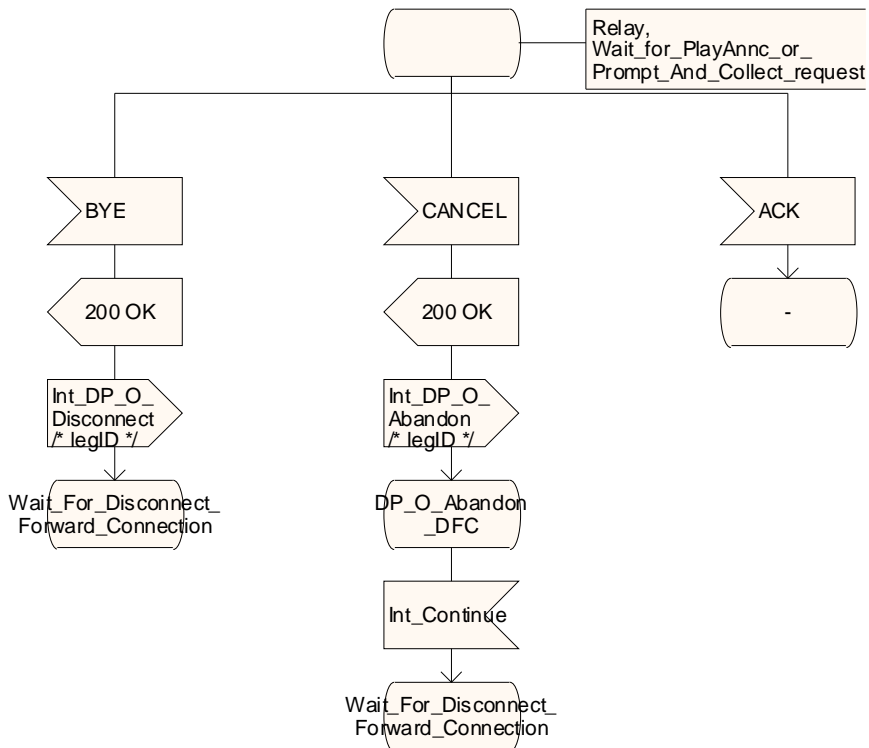 Relay,
Wait_for_PlayAnnc_or_
Prompt_And_Collect_request
BYE
CANCEL
ACK
200 OK
200 OK
-
Int_DP_O_
Disconnect
/* legID */
Int_DP_O_
Abandon
/* legID */
Wait_For_Disconnect_
Forward_Connection
DP_O_Abandon
_DFC
Int_Continue
Wait_For_Disconnect_
Forward_Connection